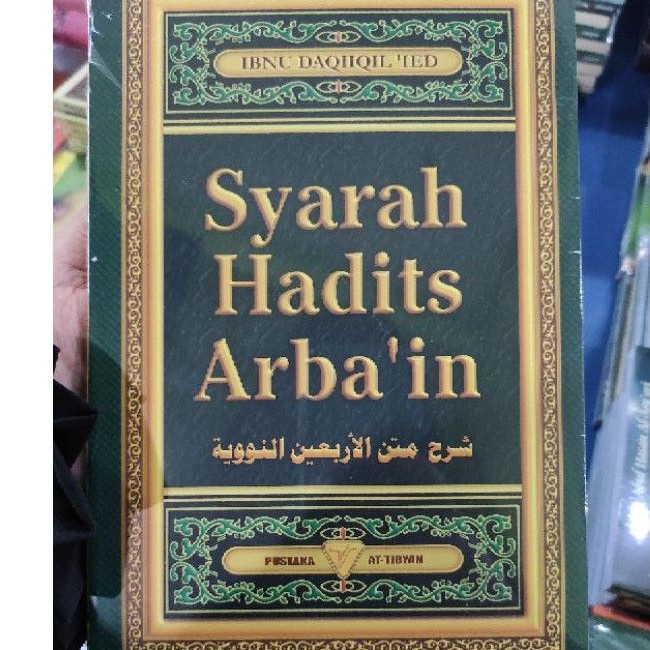 IBNU DAQIIQIL 'IED
Syarah
Hadits
Arba'in
شرح متن الأربعين النووية
PUSTAKA AT-TIBYAN